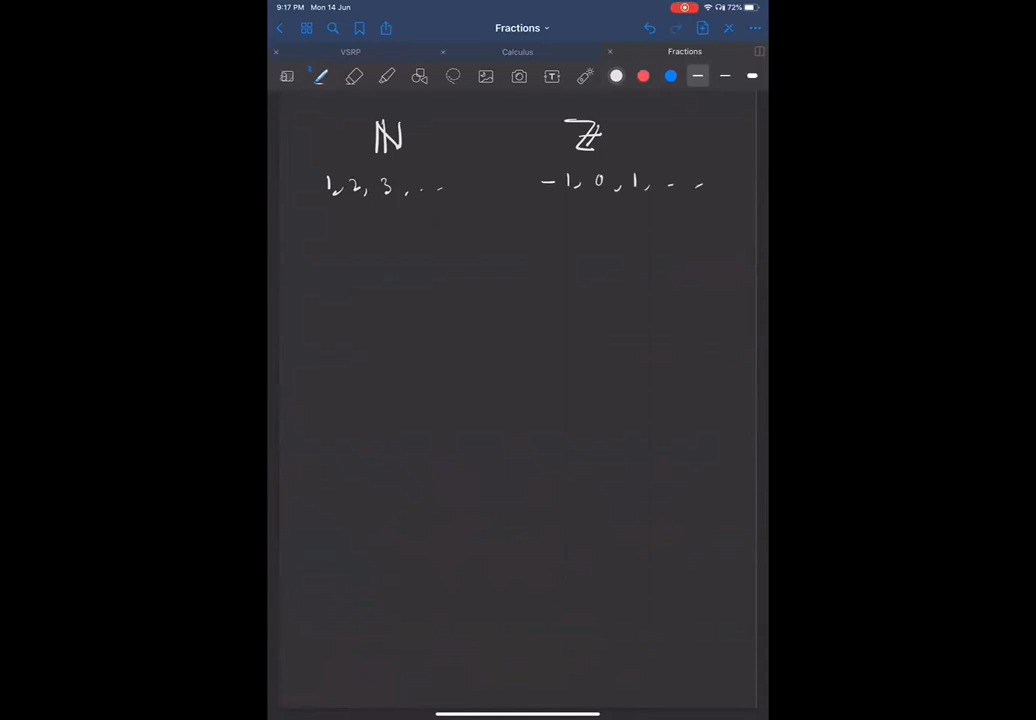 9:17 PM Mon 14 Jun
72%
Fractions
VSRP
Calculus
Fractions
ℕ ℤ
1, 2, 3, ... -1, 0, 1, ...